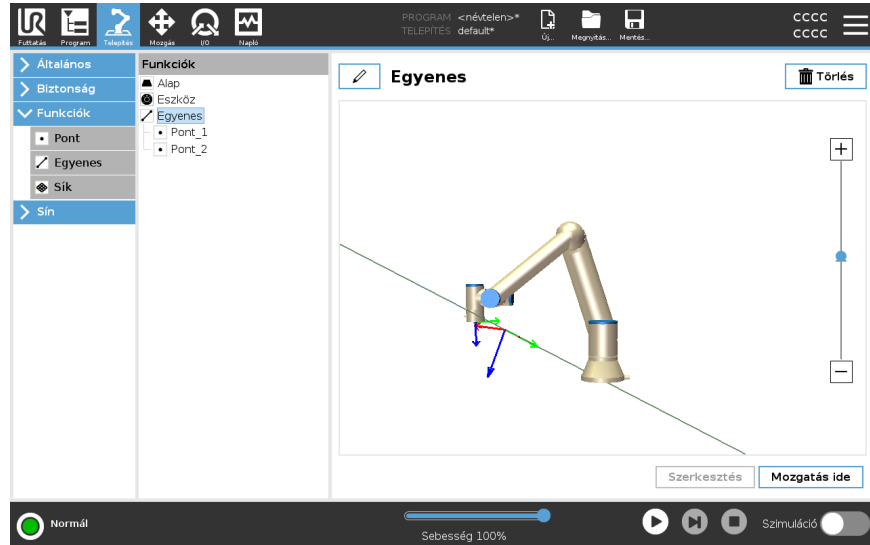 UR
Futtatás
Program
Telepítés
Mozgás
I/O
Napló
PROGRAM <névtelen>*
TELEPÍTÉS default*
Új...
Megnyitás...
Mentés...
CCCC
CCCC
Általános
Biztonság
Funkciók
Pont
Egyenes
Sík
Sín
Funkciók
Alap
Eszköz
Egyenes
Pont_1
Pont_2
Egyenes
Törlés
Szerkesztés
Mozgatás ide
Normál
Sebesség 100%
Szimuláció